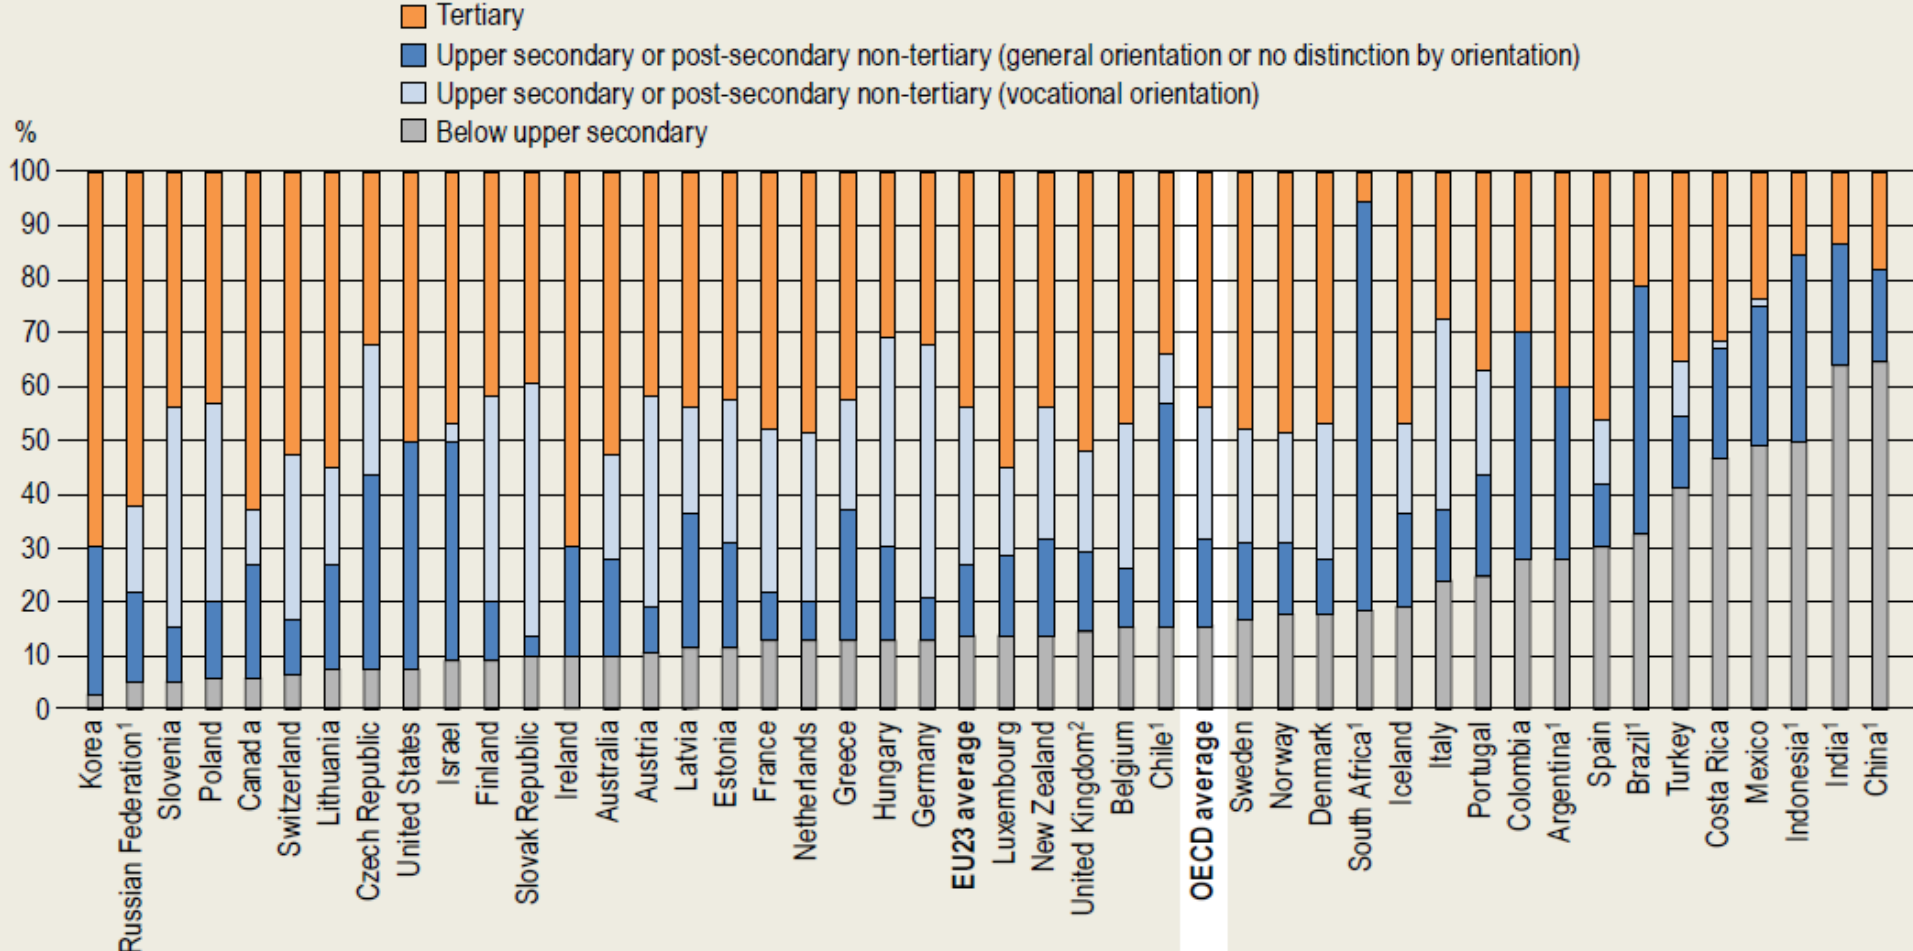 Tertiary
Upper secondary or post-secondary non-tertiary (general orientation or no distinction by orientation)
Upper secondary or post-secondary non-tertiary (vocational orientation)
Below upper secondary
%
100
90
80
70
60
50
40
30
20
10
0
Korea
Russian Federation¹
Slovenia
Poland
Canada
Switzerland
Lithuania
Czech Republic
United States
Israel
Finland
Slovak Republic
Ireland
Australia
Austria
Latvia
Estonia
France
Netherlands
Greece
Hungary
Germany
EU23 average
Luxembourg
New Zealand
United Kingdom²
Belgium
Chile¹
OECD average
Sweden
Norway
Denmark
South Africa¹
Iceland
Italy
Portugal
Colombia
Argentina¹
Spain
Brazil¹
Turkey
Costa Rica
Mexico
Indonesia¹
India¹
China¹